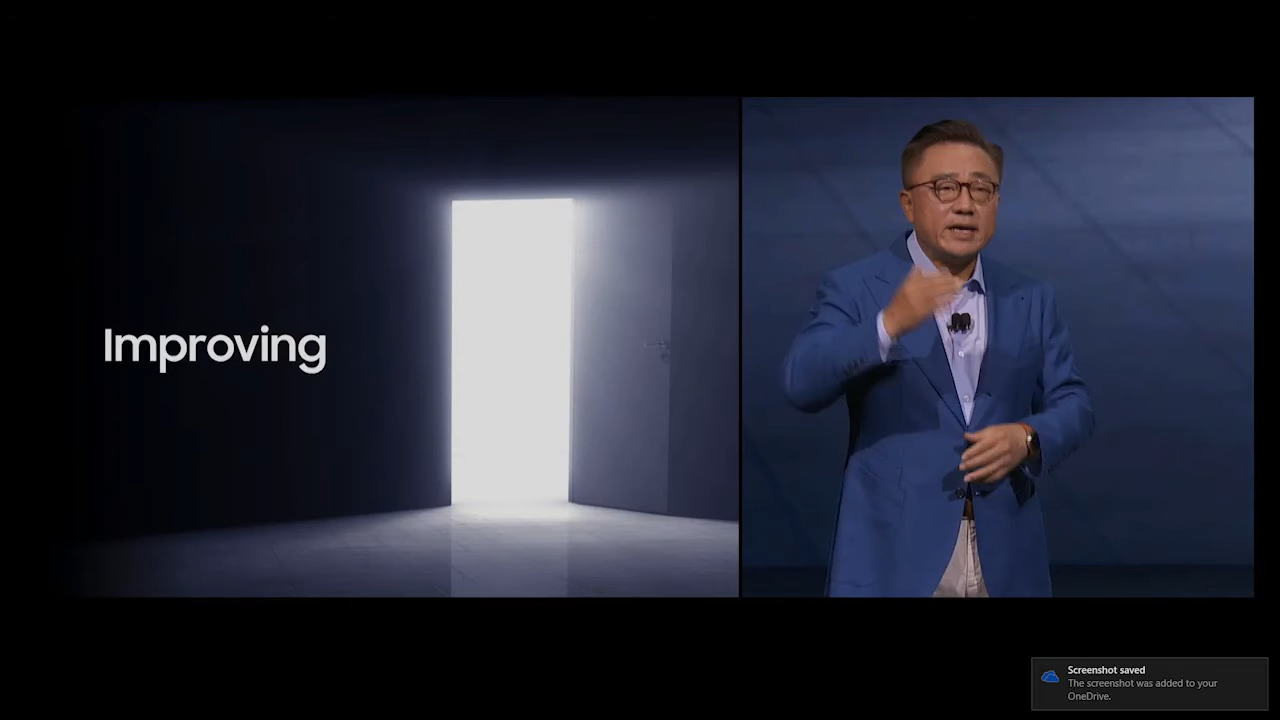 Improving
Screenshot saved
The screenshot was added to your
OneDrive.